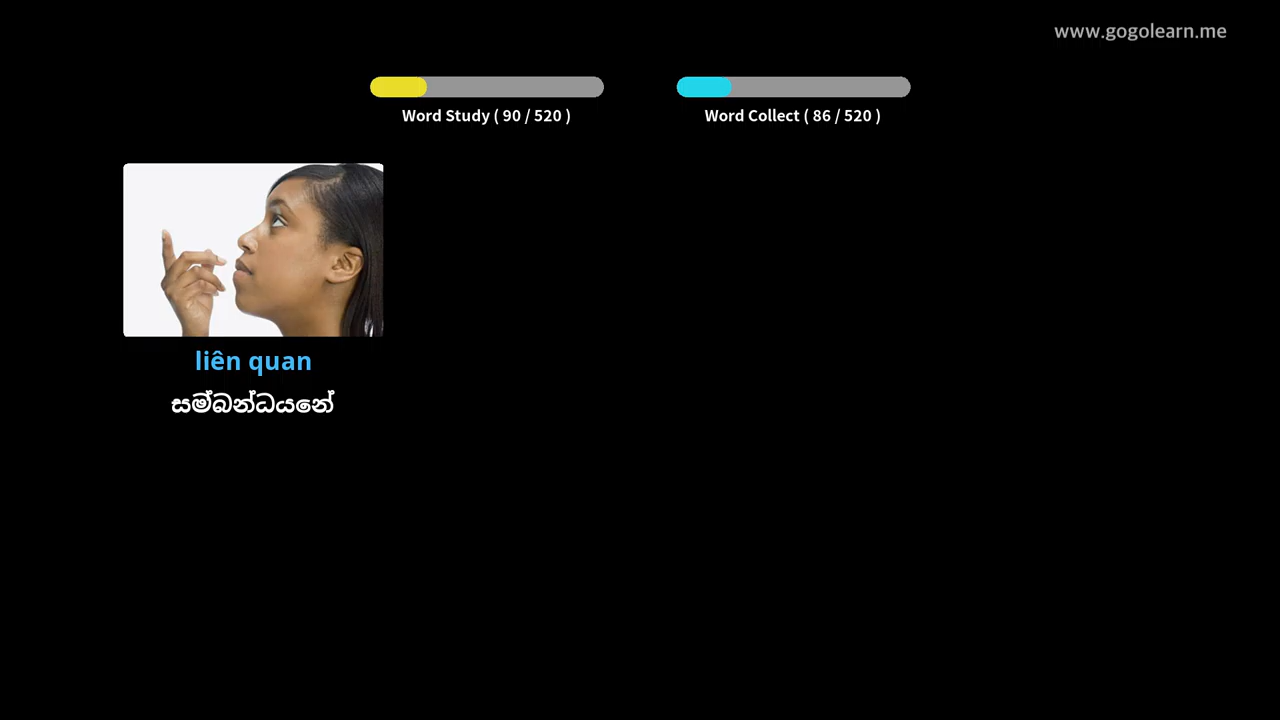 www.gogolearn.me
Word Study ( 90 / 520 )
Word Collect ( 86 / 520 )
liên quan
සම්බන්ධයනේ